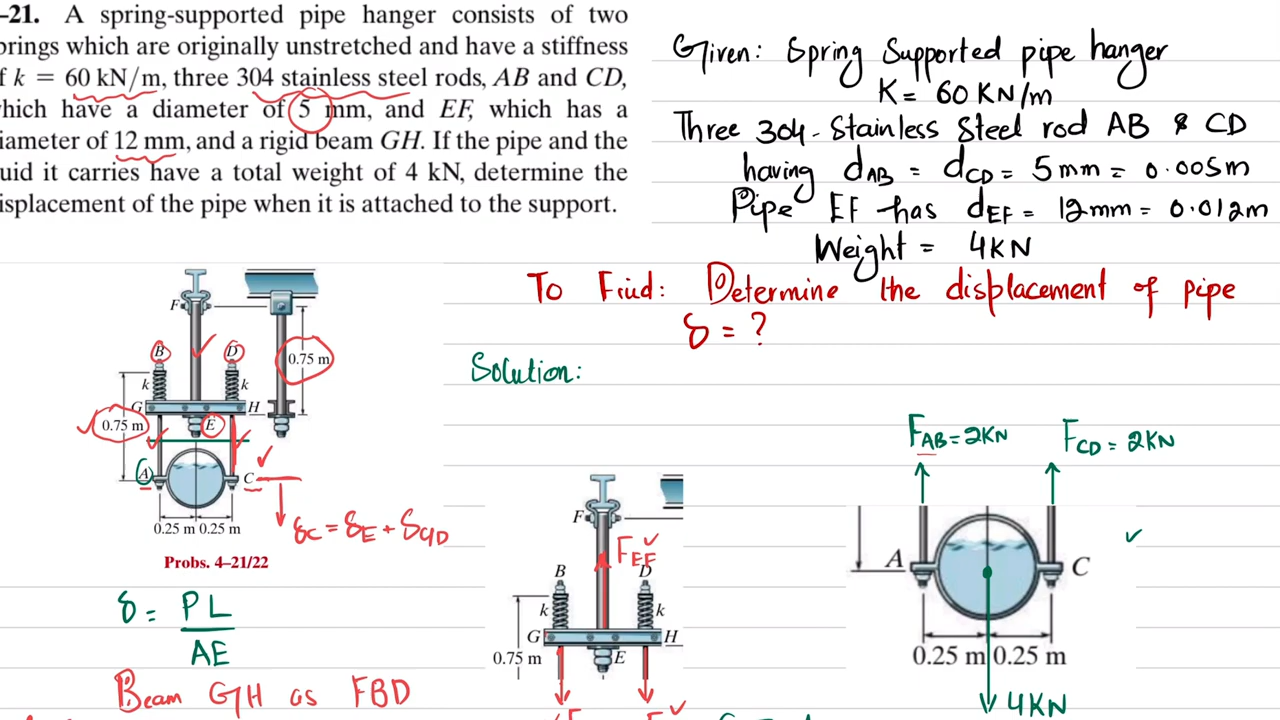 –21. A spring-supported pipe hanger consists of two
prings which are originally unstretched and have a stiffness
f k = 60 kN/m, three 304 stainless steel rods, AB and CD,
which have a diameter of 5 mm, and EF, which has a
iameter of 12 mm, and a rigid beam GH. If the pipe and the
uid it carries have a total weight of 4 kN, determine the
isplacement of the pipe when it is attached to the support.
Given: Spring Supported pipe hanger
K = 60 KN/m
Three 304-Stainless Steel rod AB & CD
having dAB = dCD = 5 mm = 0.005m
Pipe EF has dEF = 12mm = 0.012m
Weight = 4KN
To Find: Determine the displacement of pipe
δ = ?
Solution:
F
B
D
0.75 m
k
k
G
H
0.75 m
E
A
C
0.25 m 0.25 m
δC = δE + δC/D
Probs. 4–21/22
δ = PL
AE
Beam GH as FBD
F
FEF
B
D
k
k
G
H
0.75 m
E
FAB = 2KN
FCD = 2KN
A
C
0.25 m 0.25 m
4KN